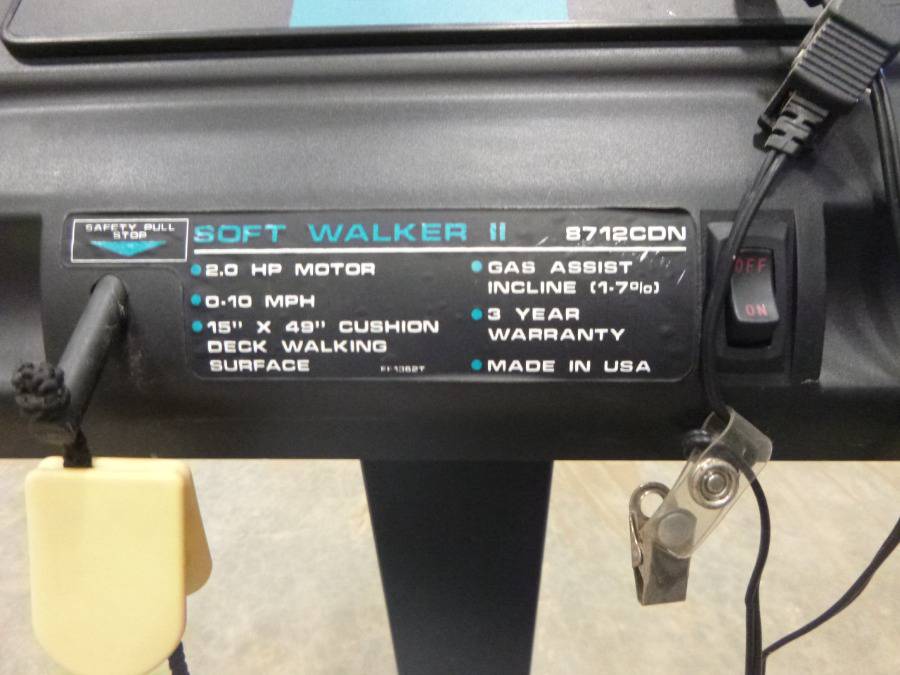 SAFETY PULL
STOP
SOFT WALKER II 8712CDN
2.0 HP MOTOR
0-10 MPH
15" X 49" CUSHION
DECK WALKING
SURFACE
GAS ASSIST
INCLINE (1-7%)
3 YEAR
WARRANTY
MADE IN USA
OFF
ON